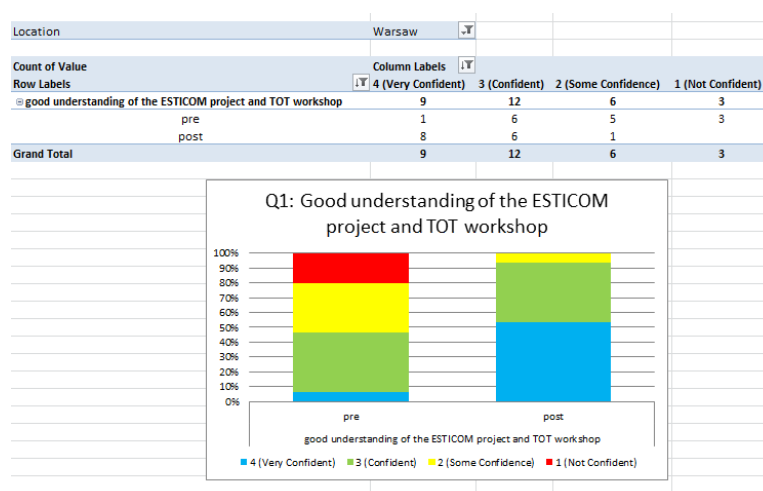 Location Warsaw
Count of Value Column Labels
Row Labels 4 (Very Confident) 3 (Confident) 2 (Some Confidence) 1 (Not Confident)
good understanding of the ESTICOM project and TOT workshop 9 12 6 3
pre 1 6 5 3
post 8 6 1
Grand Total 9 12 6 3
Q1: Good understanding of the ESTICOM
project and TOT workshop
100%
90%
80%
70%
60%
50%
40%
30%
20%
10%
0%
pre post
good understanding of the ESTICOM project and TOT workshop
4 (Very Confident) 3 (Confident) 2 (Some Confidence) 1 (Not Confident)